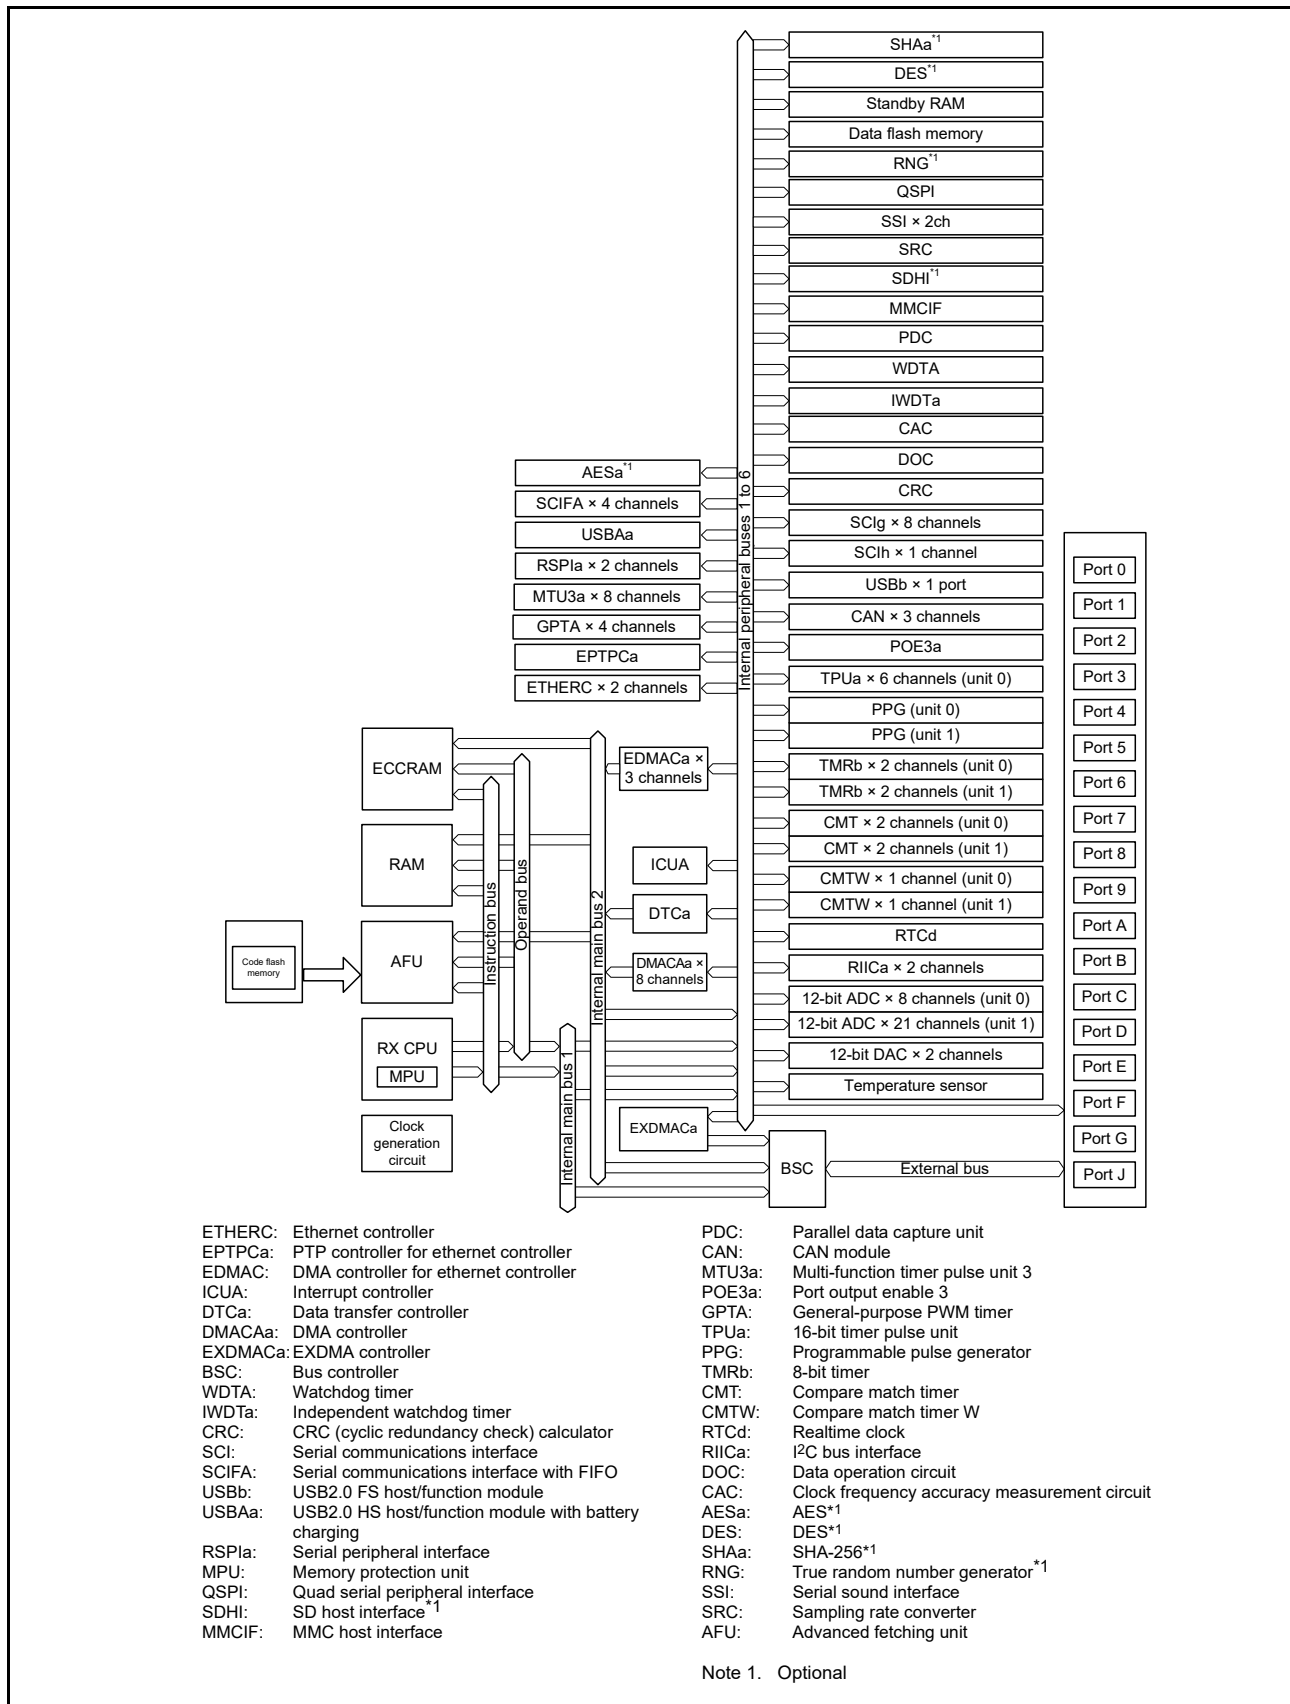 SHAa*1
DES*1
Standby RAM
Data flash memory
RNG*1
QSPI
SSI × 2ch
SRC
SDHI*1
MMCIF
PDC
WDTA
IWDTa
CAC
DOC
CRC
SCIg × 8 channels
SCIh × 1 channel
USBb × 1 port
CAN × 3 channels
POE3a
TPUa × 6 channels (unit 0)
PPG (unit 0)
PPG (unit 1)
TMRb × 2 channels (unit 0)
TMRb × 2 channels (unit 1)
CMT × 2 channels (unit 0)
CMT × 2 channels (unit 1)
CMTW × 1 channel (unit 0)
CMTW × 1 channel (unit 1)
RTCd
RIICa × 2 channels
12-bit ADC × 8 channels (unit 0)
12-bit ADC × 21 channels (unit 1)
12-bit DAC × 2 channels
Temperature sensor
Internal peripheral buses 1 to 6
AESa*1
SCIFA × 4 channels
USBAa
RSPIa × 2 channels
MTU3a × 8 channels
GPTA × 4 channels
EPTPCa
ETHERC × 2 channels
Port 0
Port 1
Port 2
Port 3
Port 4
Port 5
Port 6
Port 7
Port 8
Port 9
Port A
Port B
Port C
Port D
Port E
Port F
Port G
Port J
ECCRAM
RAM
AFU
Code flash
memory
RX CPU
MPU
Clock
generation
circuit
Instruction bus
Operand bus
Internal main bus 2
Internal main bus 1
EDMACa ×
3 channels
ICUA
DTCa
DMACAa ×
8 channels
EXDMACa
BSC
External bus
ETHERC: Ethernet controller
EPTPCa: PTP controller for ethernet controller
EDMAC: DMA controller for ethernet controller
ICUA: Interrupt controller
DTCa: Data transfer controller
DMACAa: DMA controller
EXDMACa: EXDMA controller
BSC: Bus controller
WDTA: Watchdog timer
IWDTa: Independent watchdog timer
CRC: CRC (cyclic redundancy check) calculator
SCI: Serial communications interface
SCIFA: Serial communications interface with FIFO
USBb: USB2.0 FS host/function module
USBAa: USB2.0 HS host/function module with battery
charging
RSPIa: Serial peripheral interface
MPU: Memory protection unit
QSPI: Quad serial peripheral interface
SDHI: SD host interface*1
MMCIF: MMC host interface
PDC: Parallel data capture unit
CAN: CAN module
MTU3a: Multi-function timer pulse unit 3
POE3a: Port output enable 3
GPTA: General-purpose PWM timer
TPUa: 16-bit timer pulse unit
PPG: Programmable pulse generator
TMRb: 8-bit timer
CMT: Compare match timer
CMTW: Compare match timer W
RTCd: Realtime clock
RIICa: I2C bus interface
DOC: Data operation circuit
CAC: Clock frequency accuracy measurement circuit
AESa: AES*1
DES: DES*1
SHAa: SHA-256*1
RNG: True random number generator*1
SSI: Serial sound interface
SRC: Sampling rate converter
AFU: Advanced fetching unit
Note 1. Optional